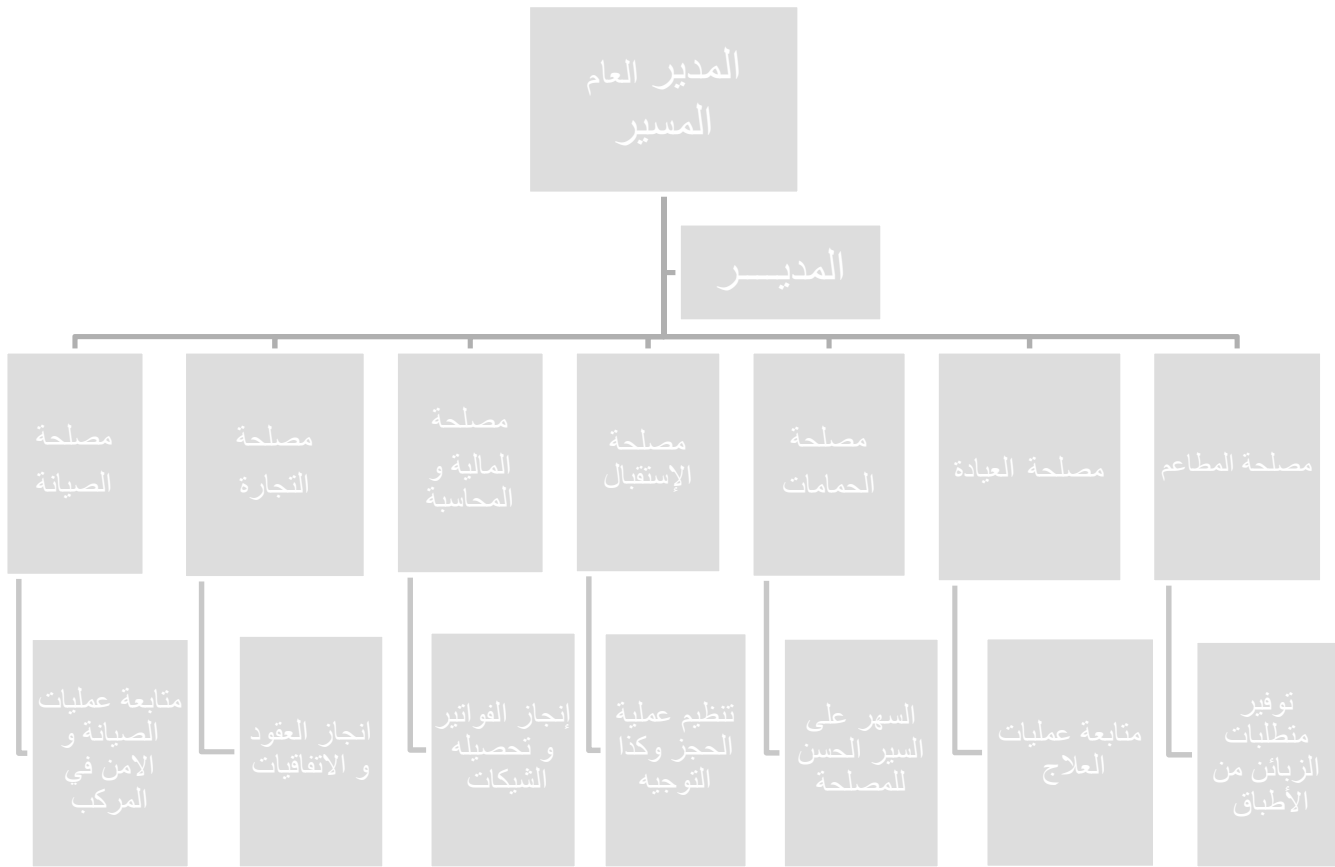 المدير العام
المسير
المديـــر
مصلحة المطاعم
مصلحة العيادة
مصلحة
الحمامات
مصلحة
الإستقبال
مصلحة
المالية و
المحاسبة
مصلحة
التجارة
مصلحة
الصيانة
توفير
متطلبات
الزبائن من
الأطباق
متابعة عمليات
العلاج
السهر على
السير الحسن
للمصلحة
تنظيم عملية
الحجز وكذا
التوجيه
إنجاز الفواتير
و تحصيله
الشيكات
انجاز العقود
و الاتفاقيات
متابعة عمليات
الصيانة و
الامن في
المركب